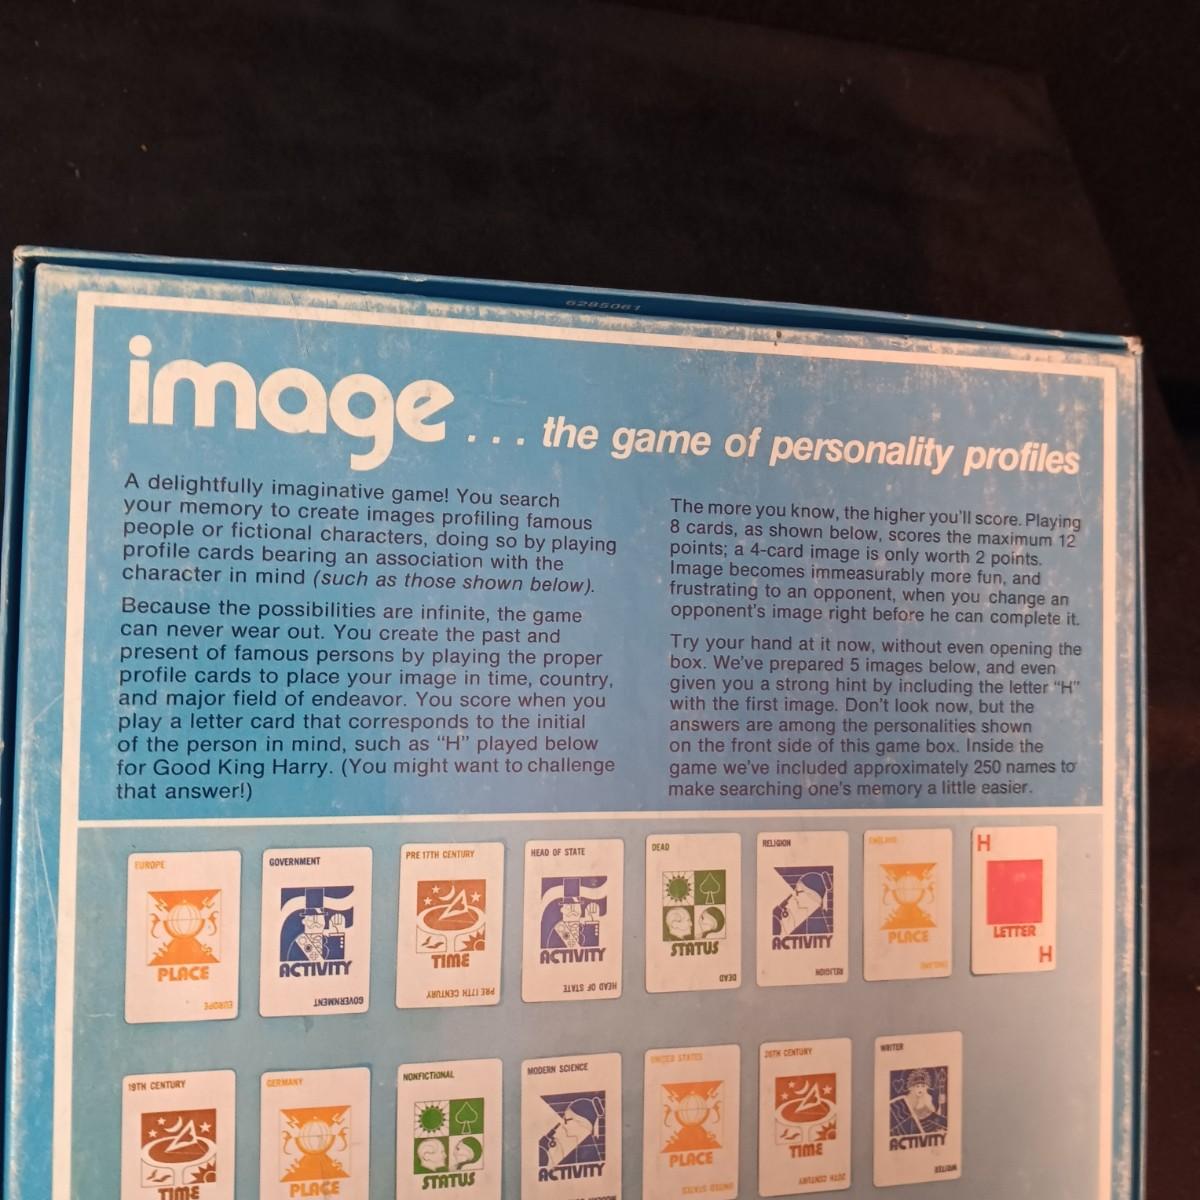 6285061
image ... the game of personality profiles
A delightfully imaginative game! You search
your memory to create images profiling famous
people or fictional characters, doing so by playing
profile cards bearing an association with the
character in mind (such as those shown below).
Because the possibilities are infinite, the game
can never wear out. You create the past and
present of famous persons by playing the proper
profile cards to place your image in time, country,
and major field of endeavor. You score when you
play a letter card that corresponds to the initial
of the person in mind, such as “H” played below
for Good King Harry. (You might want to challenge
that answer!)
The more you know, the higher you'll score. Playing
8 cards, as shown below, scores the maximum 12
points; a 4-card image is only worth 2 points.
Image becomes immeasurably more fun, and
frustrating to an opponent, when you change an
opponent's image right before he can complete it.
Try your hand at it now, without even opening the
box. We've prepared 5 images below, and even
given you a strong hint by including the letter “H”
with the first image. Don't look now, but the
answers are among the personalities shown
on the front side of this game box. Inside the
game we've included approximately 250 names to
make searching one's memory a little easier.
EUROPE
PLACE
EUROPE
GOVERNMENT
ACTIVITY
GOVERNMENT
PRE 17TH CENTURY
TIME
PRE 17TH CENTURY
HEAD OF STATE
ACTIVITY
HEAD OF STATE
DEAD
STATUS
DEAD
RELIGION
ACTIVITY
RELIGION
ENGLAND
PLACE
ENGLAND
H
LETTER
H
19TH CENTURY
TIME
GERMANY
PLACE
NONFICTIONAL
STATUS
MODERN SCIENCE
ACTIVITY
MODERN SCIENCE
UNITED STATES
PLACE
UNITED STATES
20TH CENTURY
TIME
20TH CENTURY
WRITER
ACTIVITY
WRITER